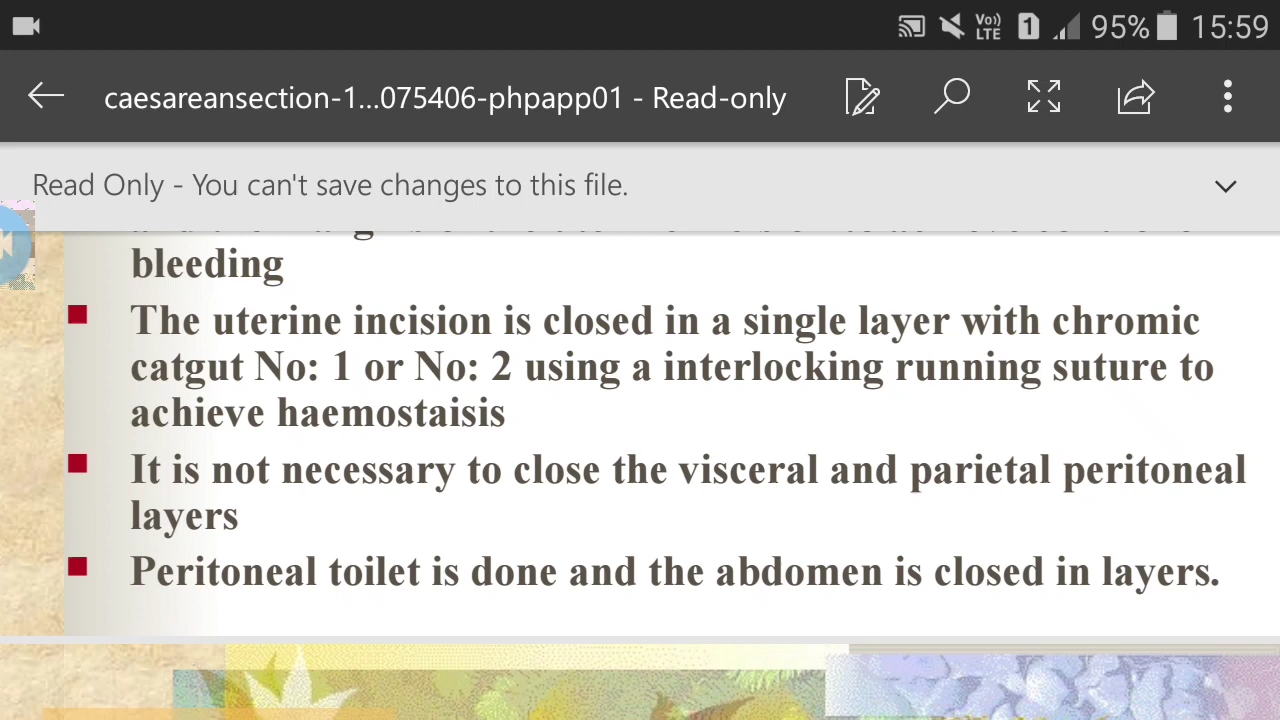 Vo))
LTE
1
95%
15:59
caesareansection-1...075406-phpapp01 - Read-only
Read Only - You can't save changes to this file.
bleeding
The uterine incision is closed in a single layer with chromic
catgut No: 1 or No: 2 using a interlocking running suture to
achieve haemostaisis
It is not necessary to close the visceral and parietal peritoneal
layers
Peritoneal toilet is done and the abdomen is closed in layers.